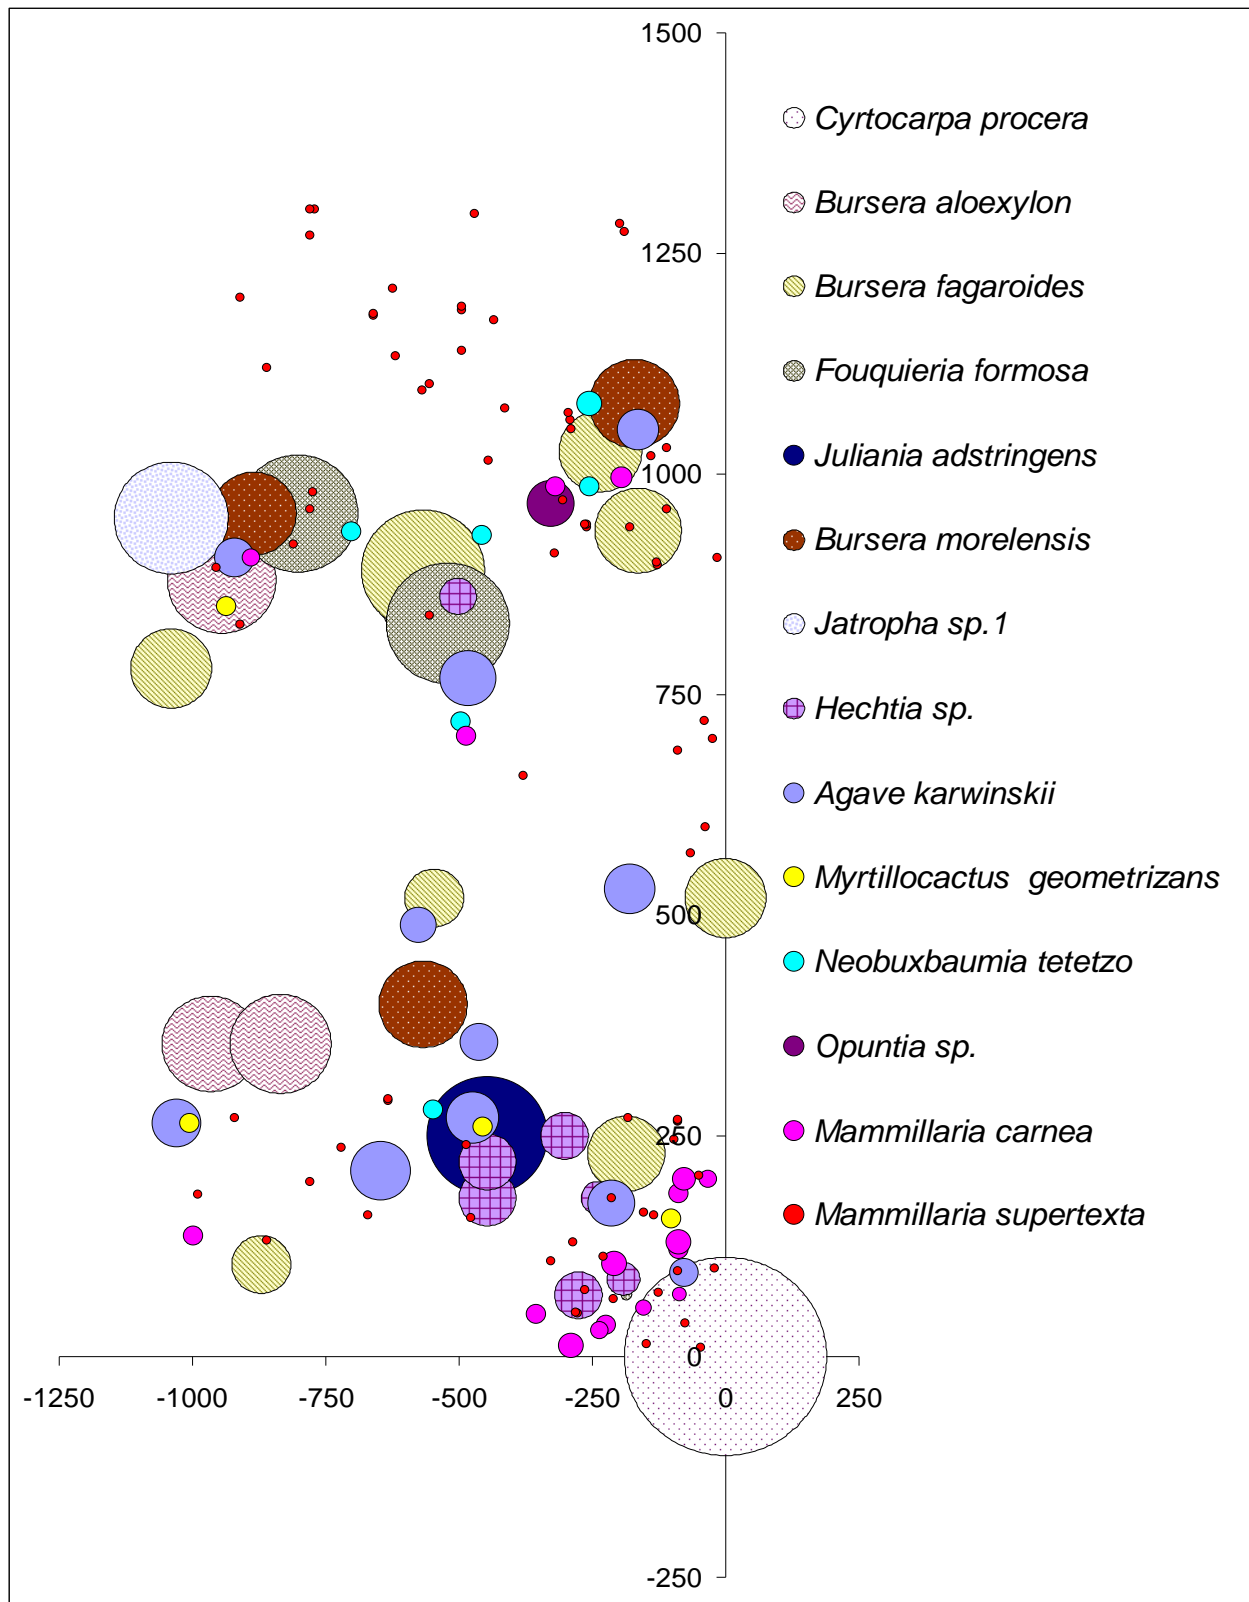 1500
Cyrtocarpa procera
Bursera aloexylon
1250
Bursera fagaroides
Fouquieria formosa
Juliania adstringens
1000
Bursera morelensis
Jatropha sp.1
750
Hechtia sp.
Agave karwinskii
Myrtillocactus geometrizans
500
Neobuxbaumia tetetzo
Opuntia sp.
Mammillaria carnea
250
Mammillaria supertexta
0
-1250 -1000 -750 -500 -250 0 250
-250